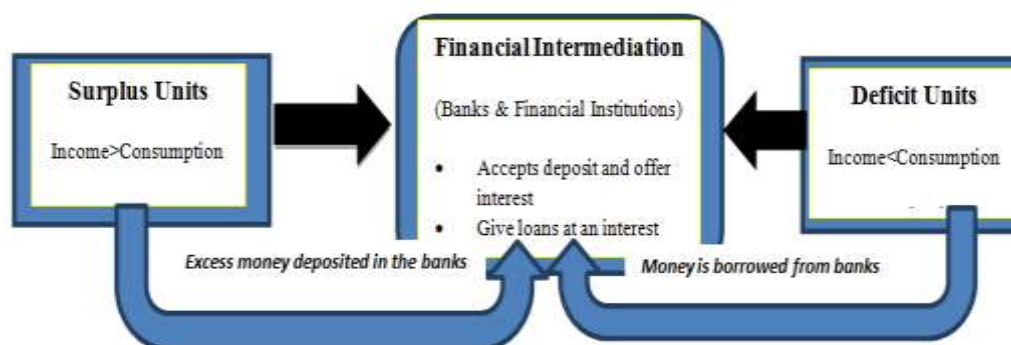 Surplus Units
Income>Consumption
Financial Intermediation
(Banks & Financial Institutions)
• Accepts deposit and offer
interest
• Give loans at an interest
Deficit Units
Income<Consumption
Excess money deposited in the banks
Money is borrowed from banks